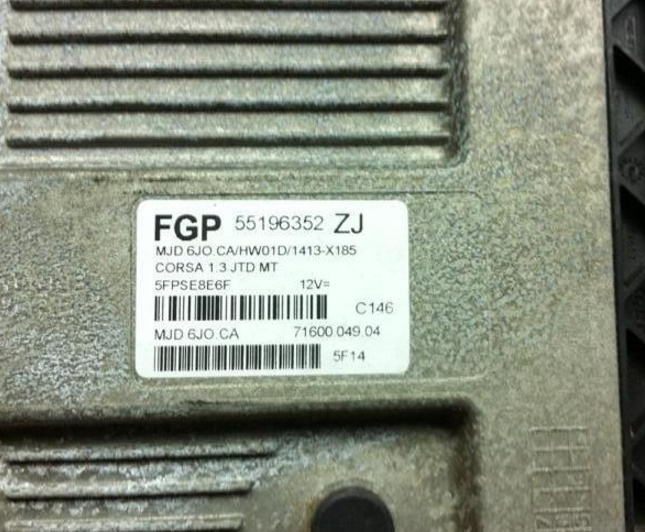 FGP 55196352 ZJ
MJD 6JO.CA/HW01D/1413-X185
CORSA 1.3 JTD MT
5FPSE8E6F 12V=
C146
MJD 6JO.CA 71600 049.04
5F14